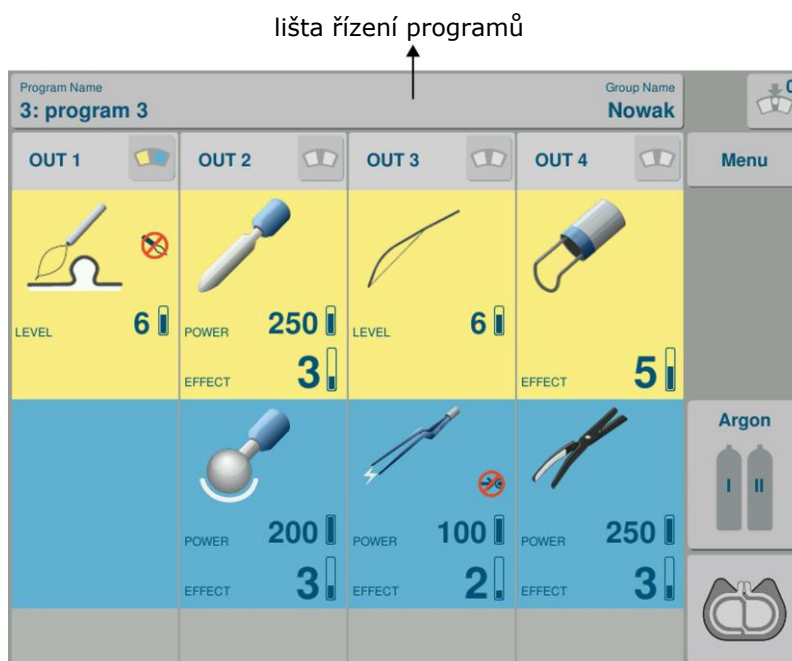 lišta řízení programů
Program Name
3: program 3
Group Name
Nowak
0
OUT 1
OUT 2
OUT 3
OUT 4
Menu
LEVEL 6
POWER 250
EFFECT 3
LEVEL 6
EFFECT 5
POWER 200
EFFECT 3
POWER 100
EFFECT 2
POWER 250
EFFECT 3
Argon
I II